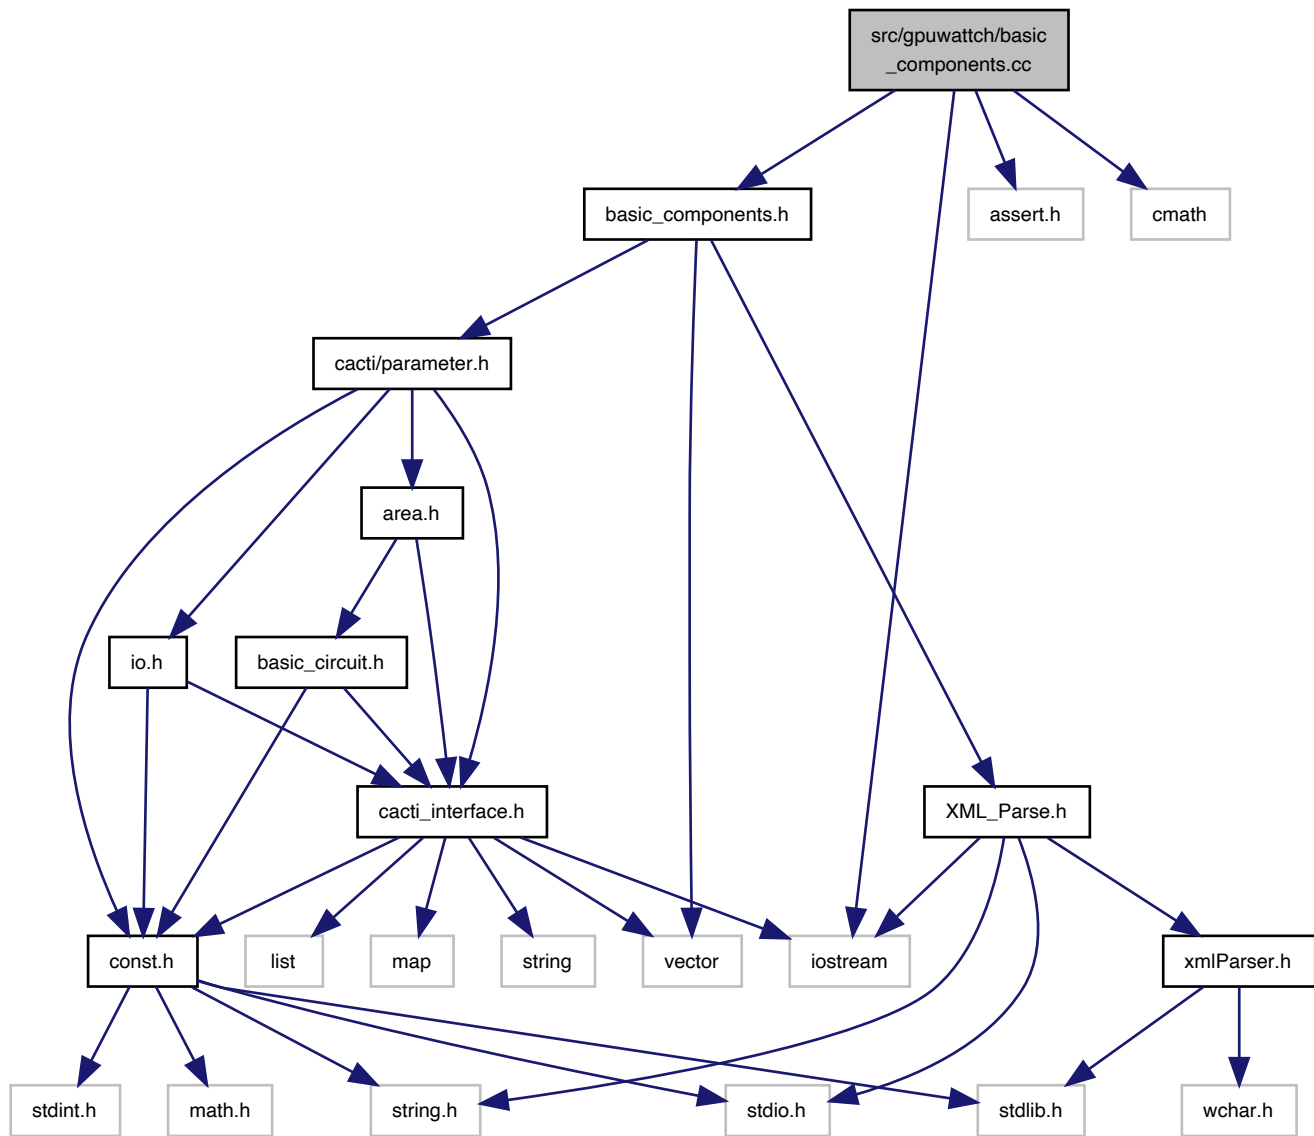 src/gpuwattch/basic
_components.cc
basic_components.h
assert.h
cmath
cacti/parameter.h
area.h
io.h
basic_circuit.h
cacti_interface.h
XML_Parse.h
const.h
list
map
string
vector
iostream
xmlParser.h
stdint.h
math.h
string.h
stdio.h
stdlib.h
wchar.h